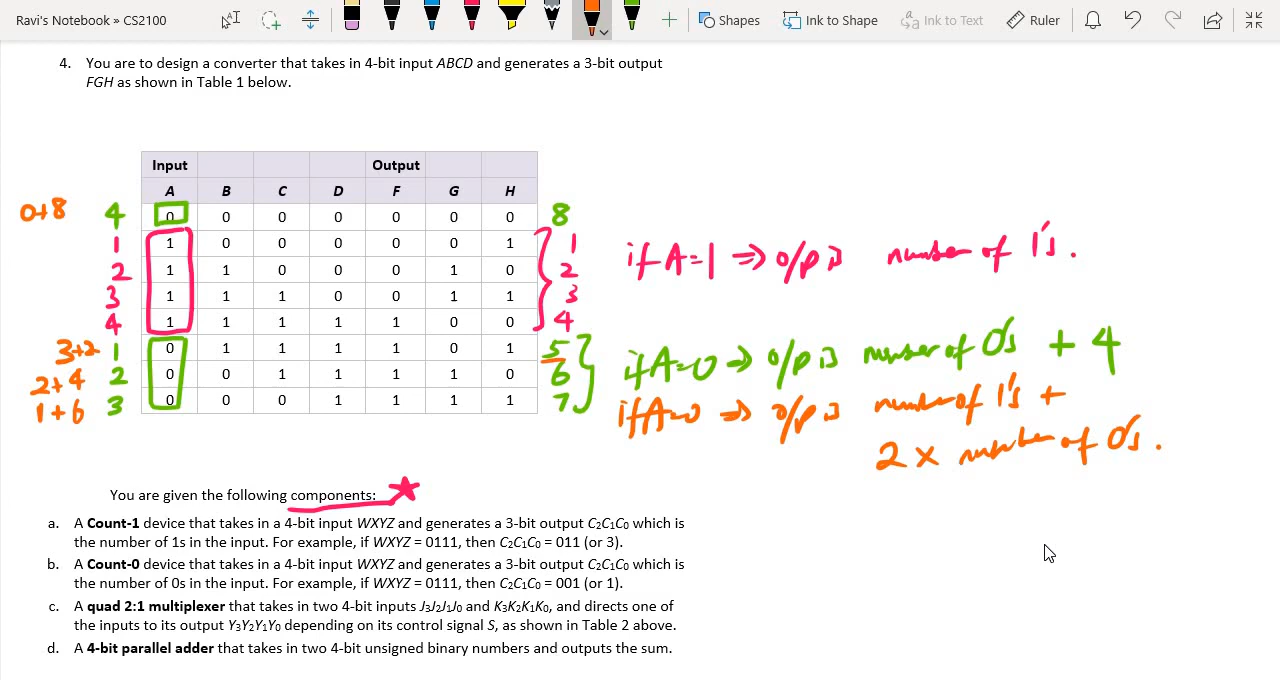 Ravi's Notebook » CS2100
Shapes Ink to Shape Ink to Text Ruler
4. You are to design a converter that takes in 4-bit input ABCD and generates a 3-bit output
FGH as shown in Table 1 below.
Input Output
A B C D F G H
0+8 4 0 0 0 0 0 0 0 8
1 1 0 0 0 0 0 1 1
if A=1 ⇒ o/p is number of 1's.
2 1 1 0 0 0 1 0 2
3 1 1 1 0 0 1 1 3
4 1 1 1 1 1 0 0 4
3+2 1 0 1 1 1 1 0 1 5
if A=0 ⇒ o/p is number of 0's + 4
2+4 2 0 0 1 1 1 1 0 6
1+6 3 0 0 0 1 1 1 1 7
if A=0 ⇒ o/p is number of 1's +
2 x number of 0's.
You are given the following components:
a. A Count-1 device that takes in a 4-bit input WXYZ and generates a 3-bit output C₂C₁C₀ which is
the number of 1s in the input. For example, if WXYZ = 0111, then C₂C₁C₀ = 011 (or 3).
b. A Count-0 device that takes in a 4-bit input WXYZ and generates a 3-bit output C₂C₁C₀ which is
the number of 0s in the input. For example, if WXYZ = 0111, then C₂C₁C₀ = 001 (or 1).
c. A quad 2:1 multiplexer that takes in two 4-bit inputs J₃J₂J₁J₀ and K₃K₂K₁K₀, and directs one of
the inputs to its output Y₃Y₂Y₁Y₀ depending on its control signal S, as shown in Table 2 above.
d. A 4-bit parallel adder that takes in two 4-bit unsigned binary numbers and outputs the sum.